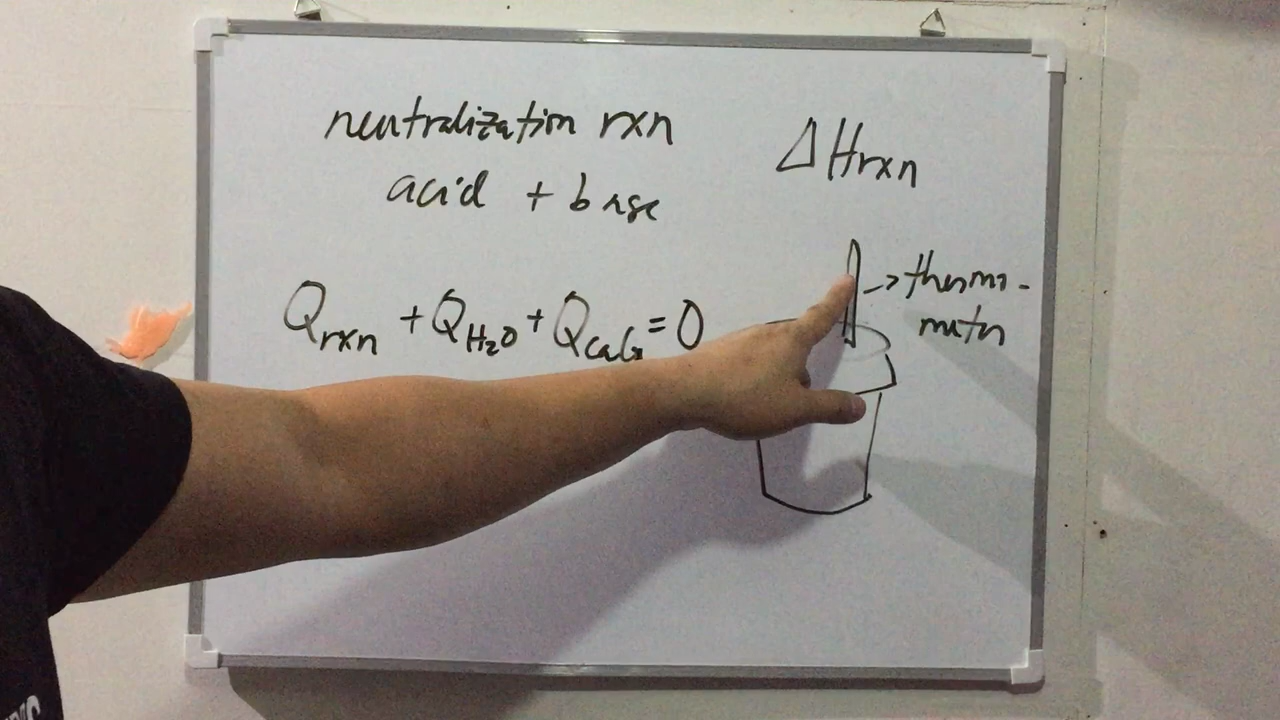 neutralization rxn
acid + base
ΔHrxn
Qrxn + QH₂O + Qcal = 0
-> thermo-
meter